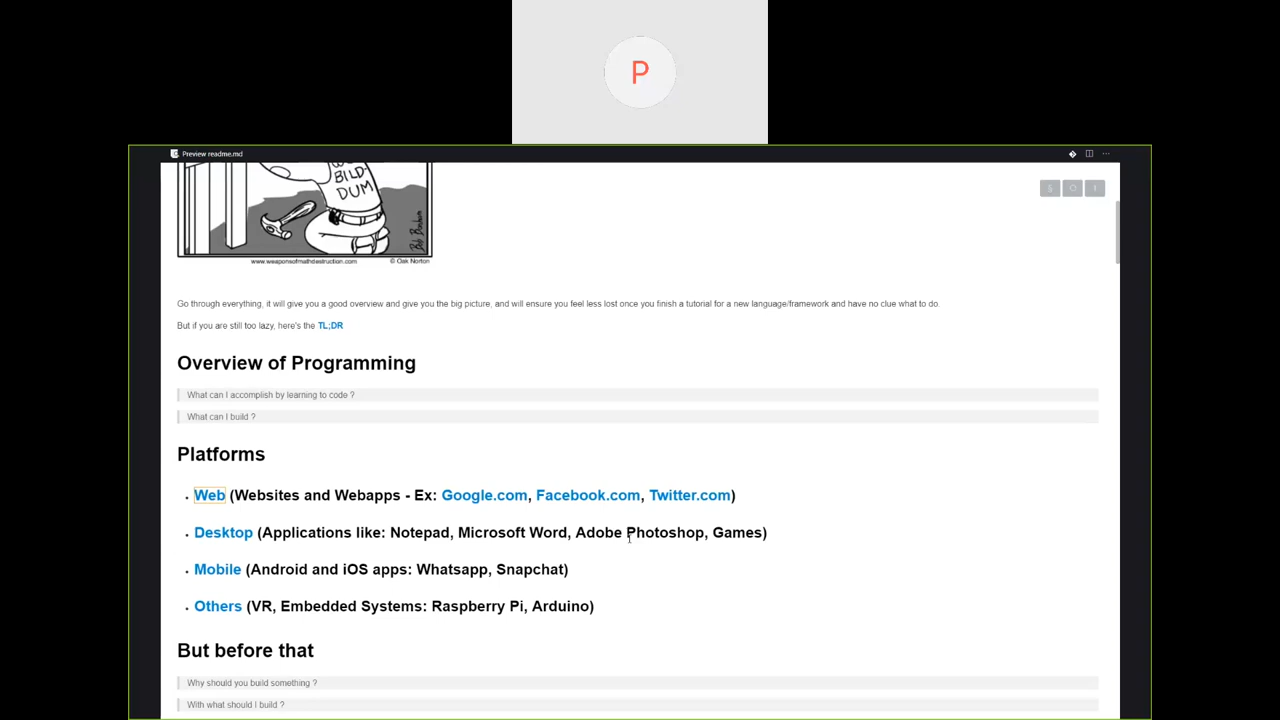 P
Preview readme.md
BILD-
DUM
Bob Bonham
www.weaponsofmathdestruction.com © Oak Norton
S O I
Go through everything, it will give you a good overview and give you the big picture, and will ensure you feel less lost once you finish a tutorial for a new language/framework and have no clue what to do.
But if you are still too lazy, here's the TL;DR
Overview of Programming
What can I accomplish by learning to code ?
What can I build ?
Platforms
Web (Websites and Webapps - Ex: Google.com, Facebook.com, Twitter.com)
Desktop (Applications like: Notepad, Microsoft Word, Adobe Photoshop, Games)
Mobile (Android and iOS apps: Whatsapp, Snapchat)
Others (VR, Embedded Systems: Raspberry Pi, Arduino)
But before that
Why should you build something ?
With what should I build ?